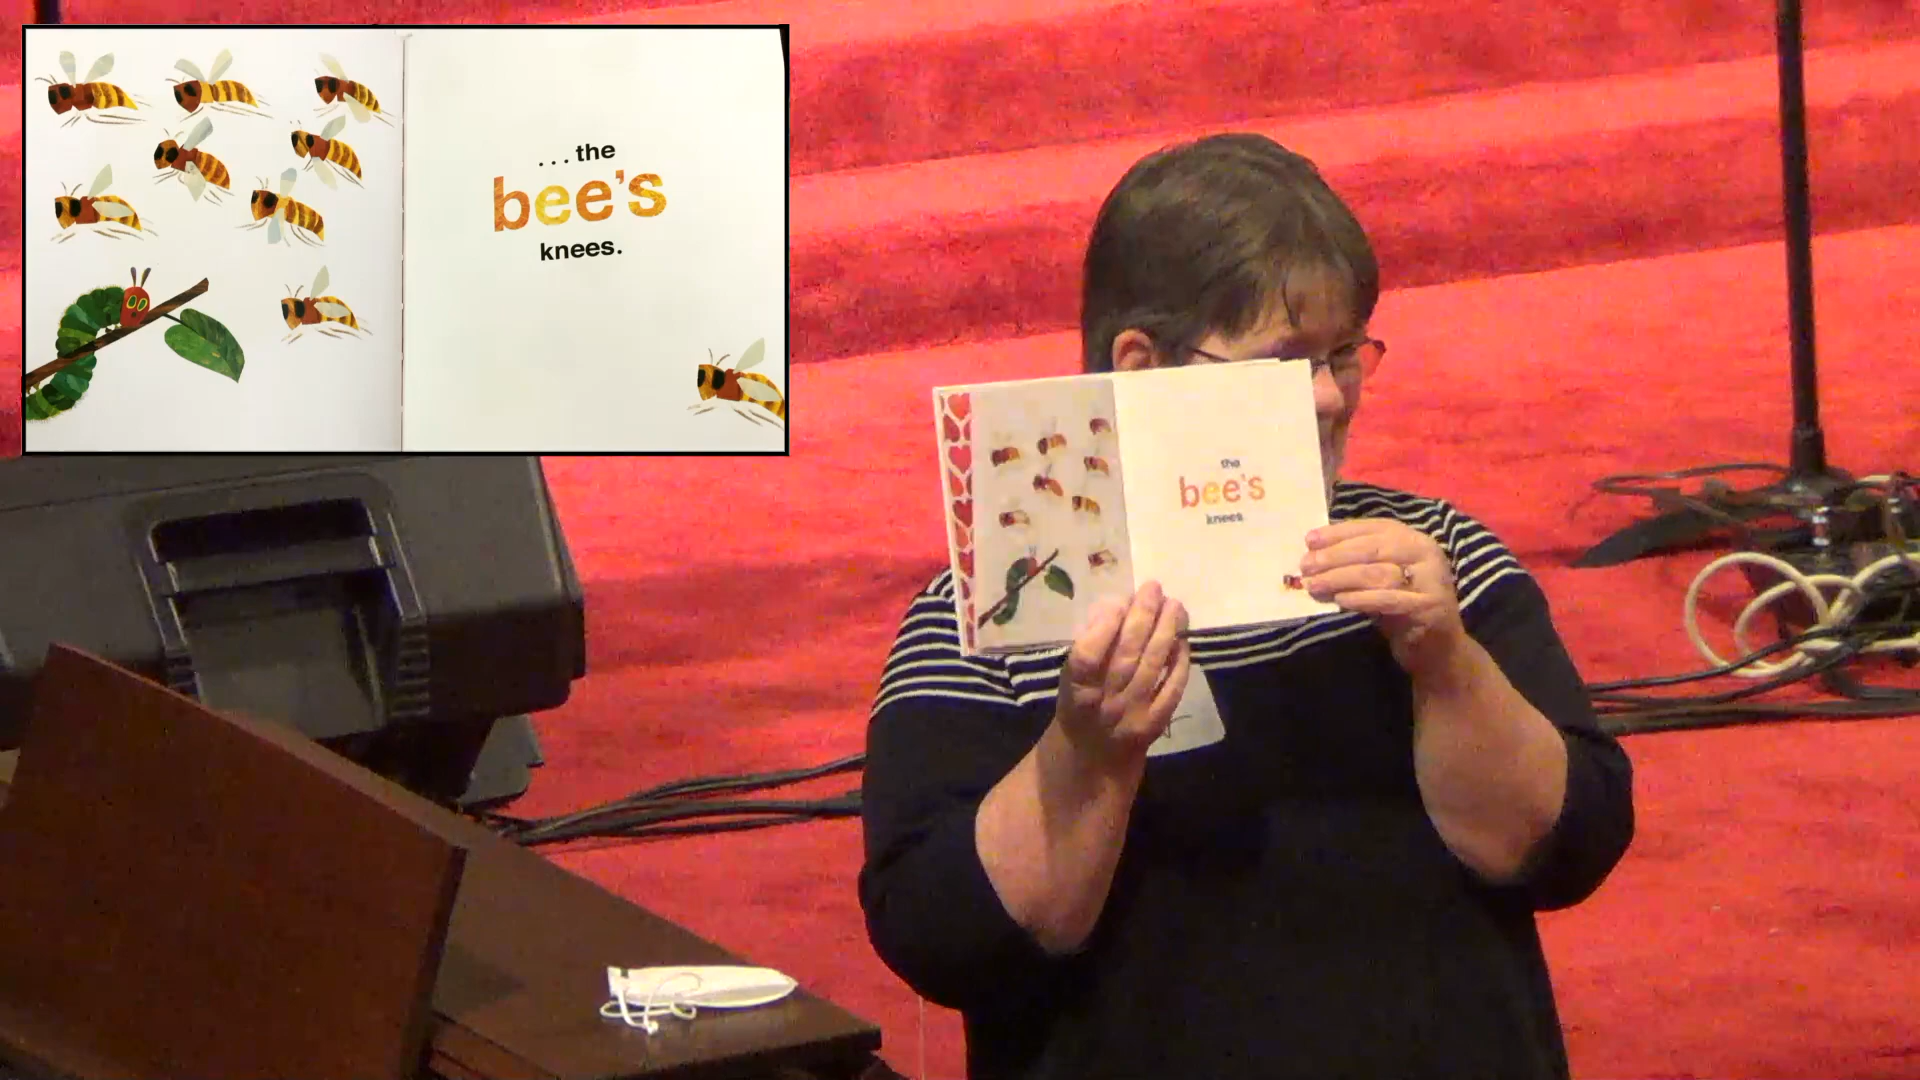 ...the
bee's
knees.
the
bee's
knees